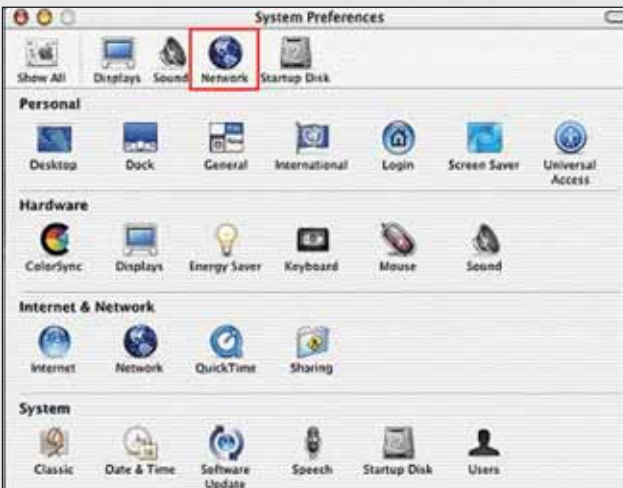 System Preferences
Show All Displays Sound Network Startup Disk
Personal
Desktop Dock General International Login Screen Saver Universal Access
Hardware
ColorSync Displays Energy Saver Keyboard Mouse Sound
Internet & Network
Internet Network QuickTime Sharing
System
Classic Date & Time Software Update Speech Startup Disk Users